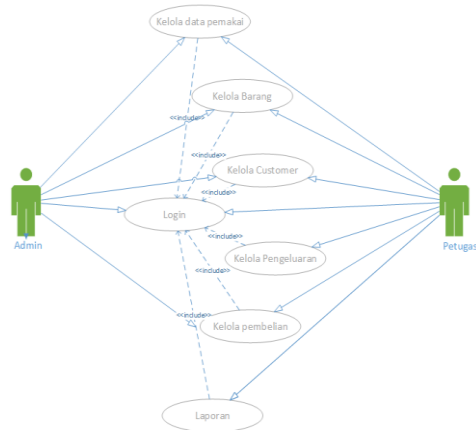 Kelola data pemakai
Kelola Barang
<<include>>
<<include>>
Kelola Customer
<<include>>
Login
Admin
Petugas
<<include>>
Kelola Pengeluaran
<<include>>
<<include>>
Kelola pembelian
Laporan